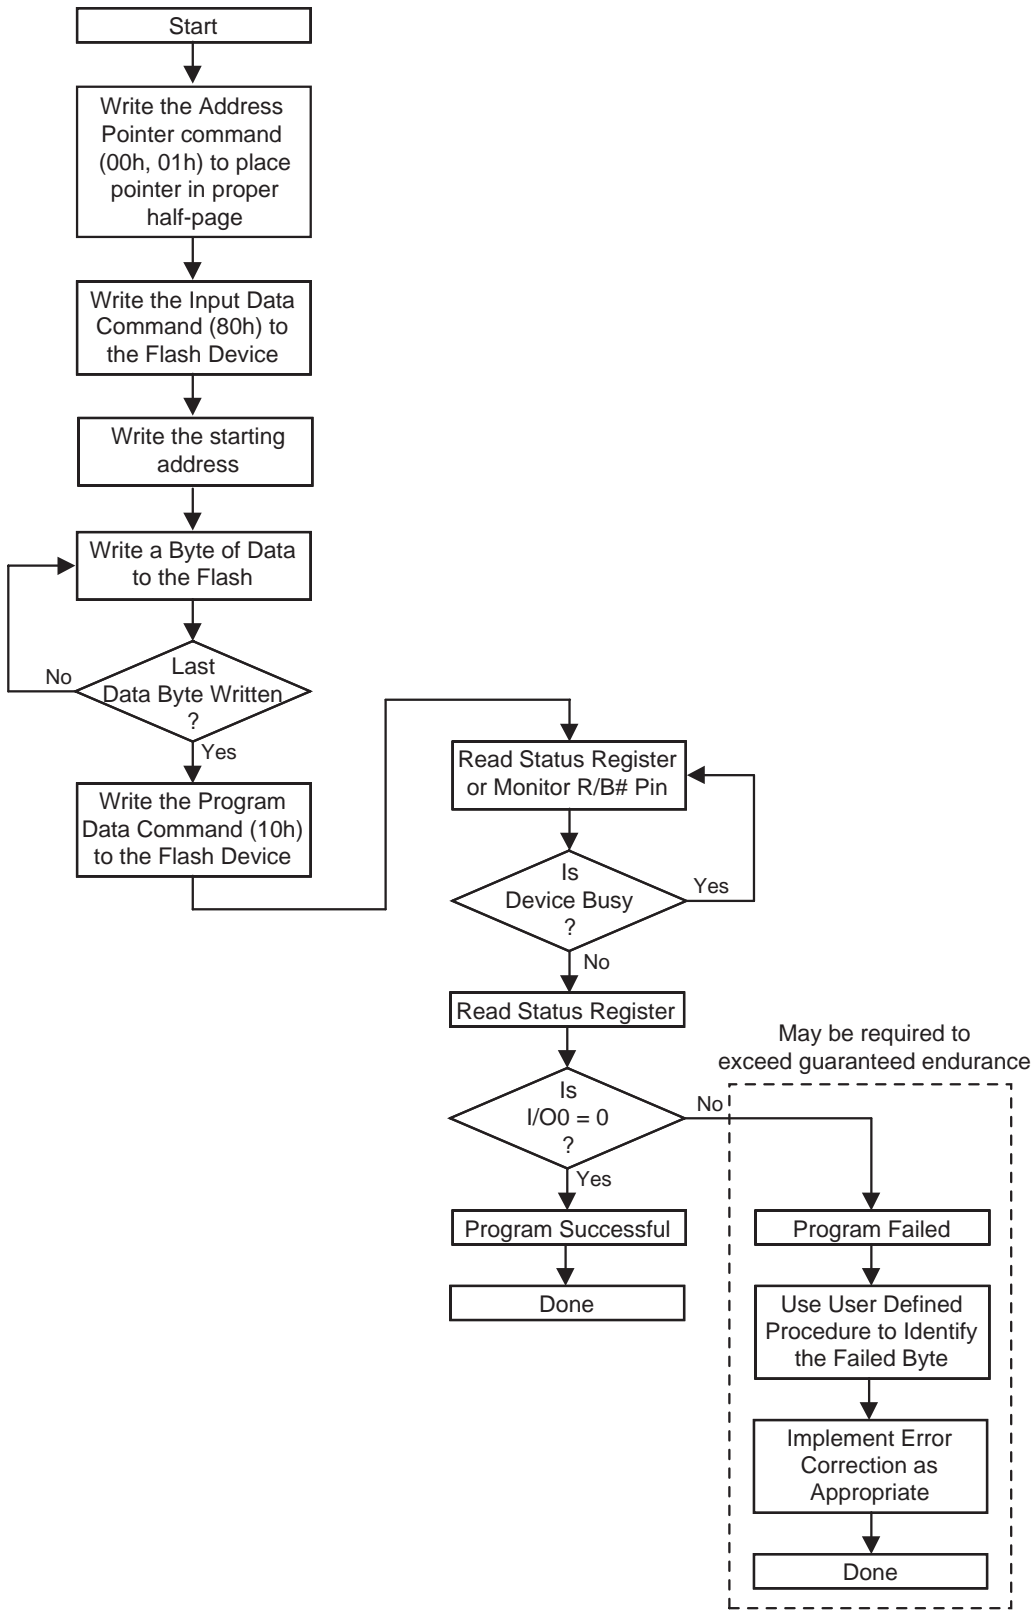 Start
Write the Address
Pointer command
(00h, 01h) to place
pointer in proper
half-page
Write the Input Data
Command (80h) to
the Flash Device
Write the starting
address
Write a Byte of Data
to the Flash
No
Last
Data Byte Written
?
Yes
Write the Program
Data Command (10h)
to the Flash Device
Read Status Register
or Monitor R/B# Pin
Is
Device Busy
?
Yes
No
Read Status Register
May be required to
exceed guaranteed endurance
Is
I/O0 = 0
?
No
Yes
Program Successful
Done
Program Failed
Use User Defined
Procedure to Identify
the Failed Byte
Implement Error
Correction as
Appropriate
Done